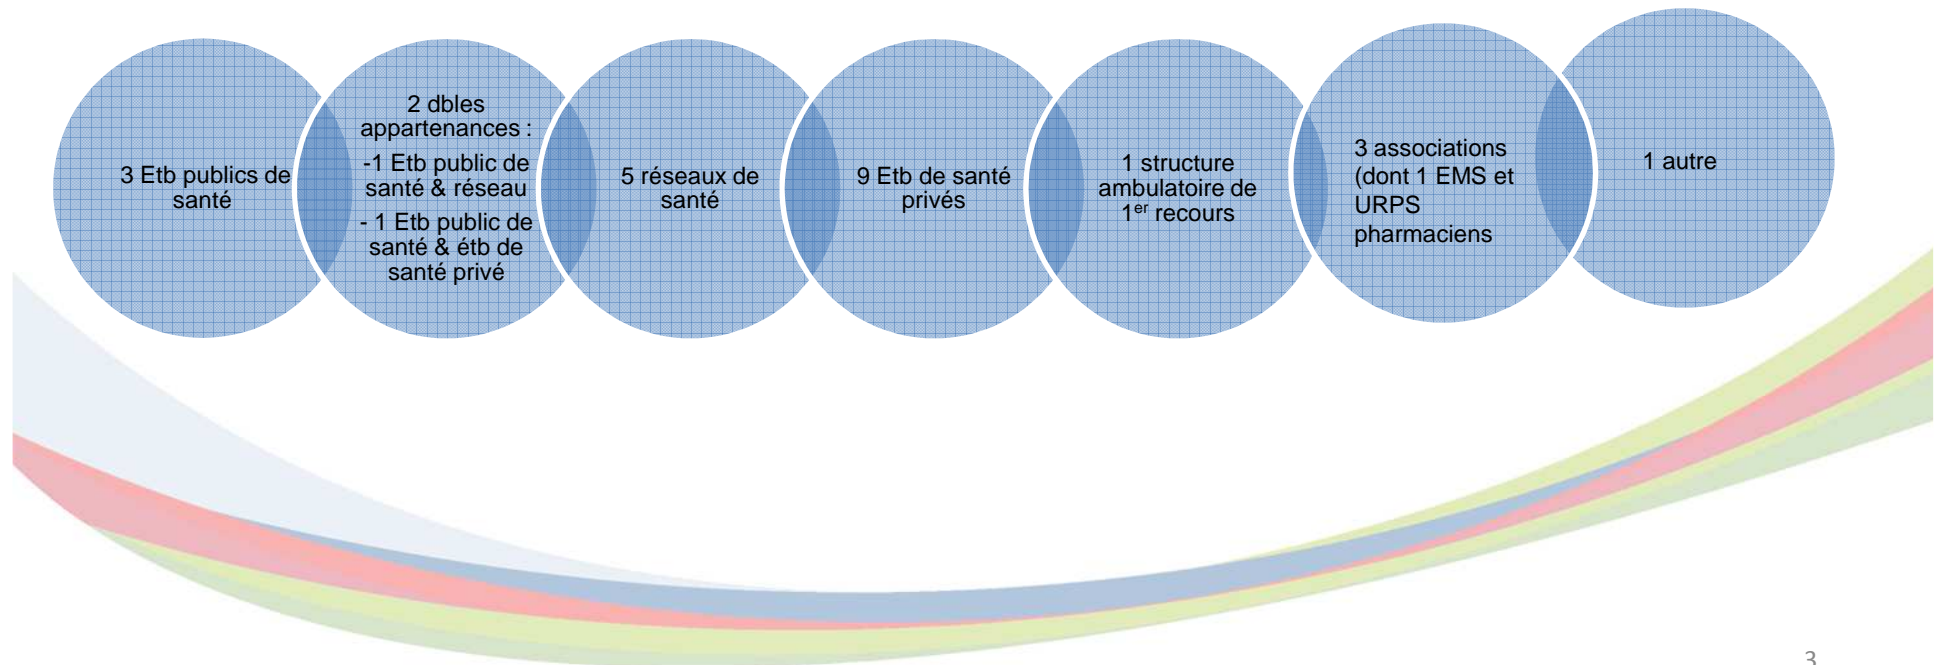 3 Etb publics de
santé
2 dbles
appartenances :
-1 Etb public de
santé & réseau
- 1 Etb public de
santé & étb de
santé privé
5 réseaux de
santé
9 Etb de santé
privés
1 structure
ambulatoire de
1er recours
3 associations
(dont 1 EMS et
URPS
pharmaciens
1 autre
3